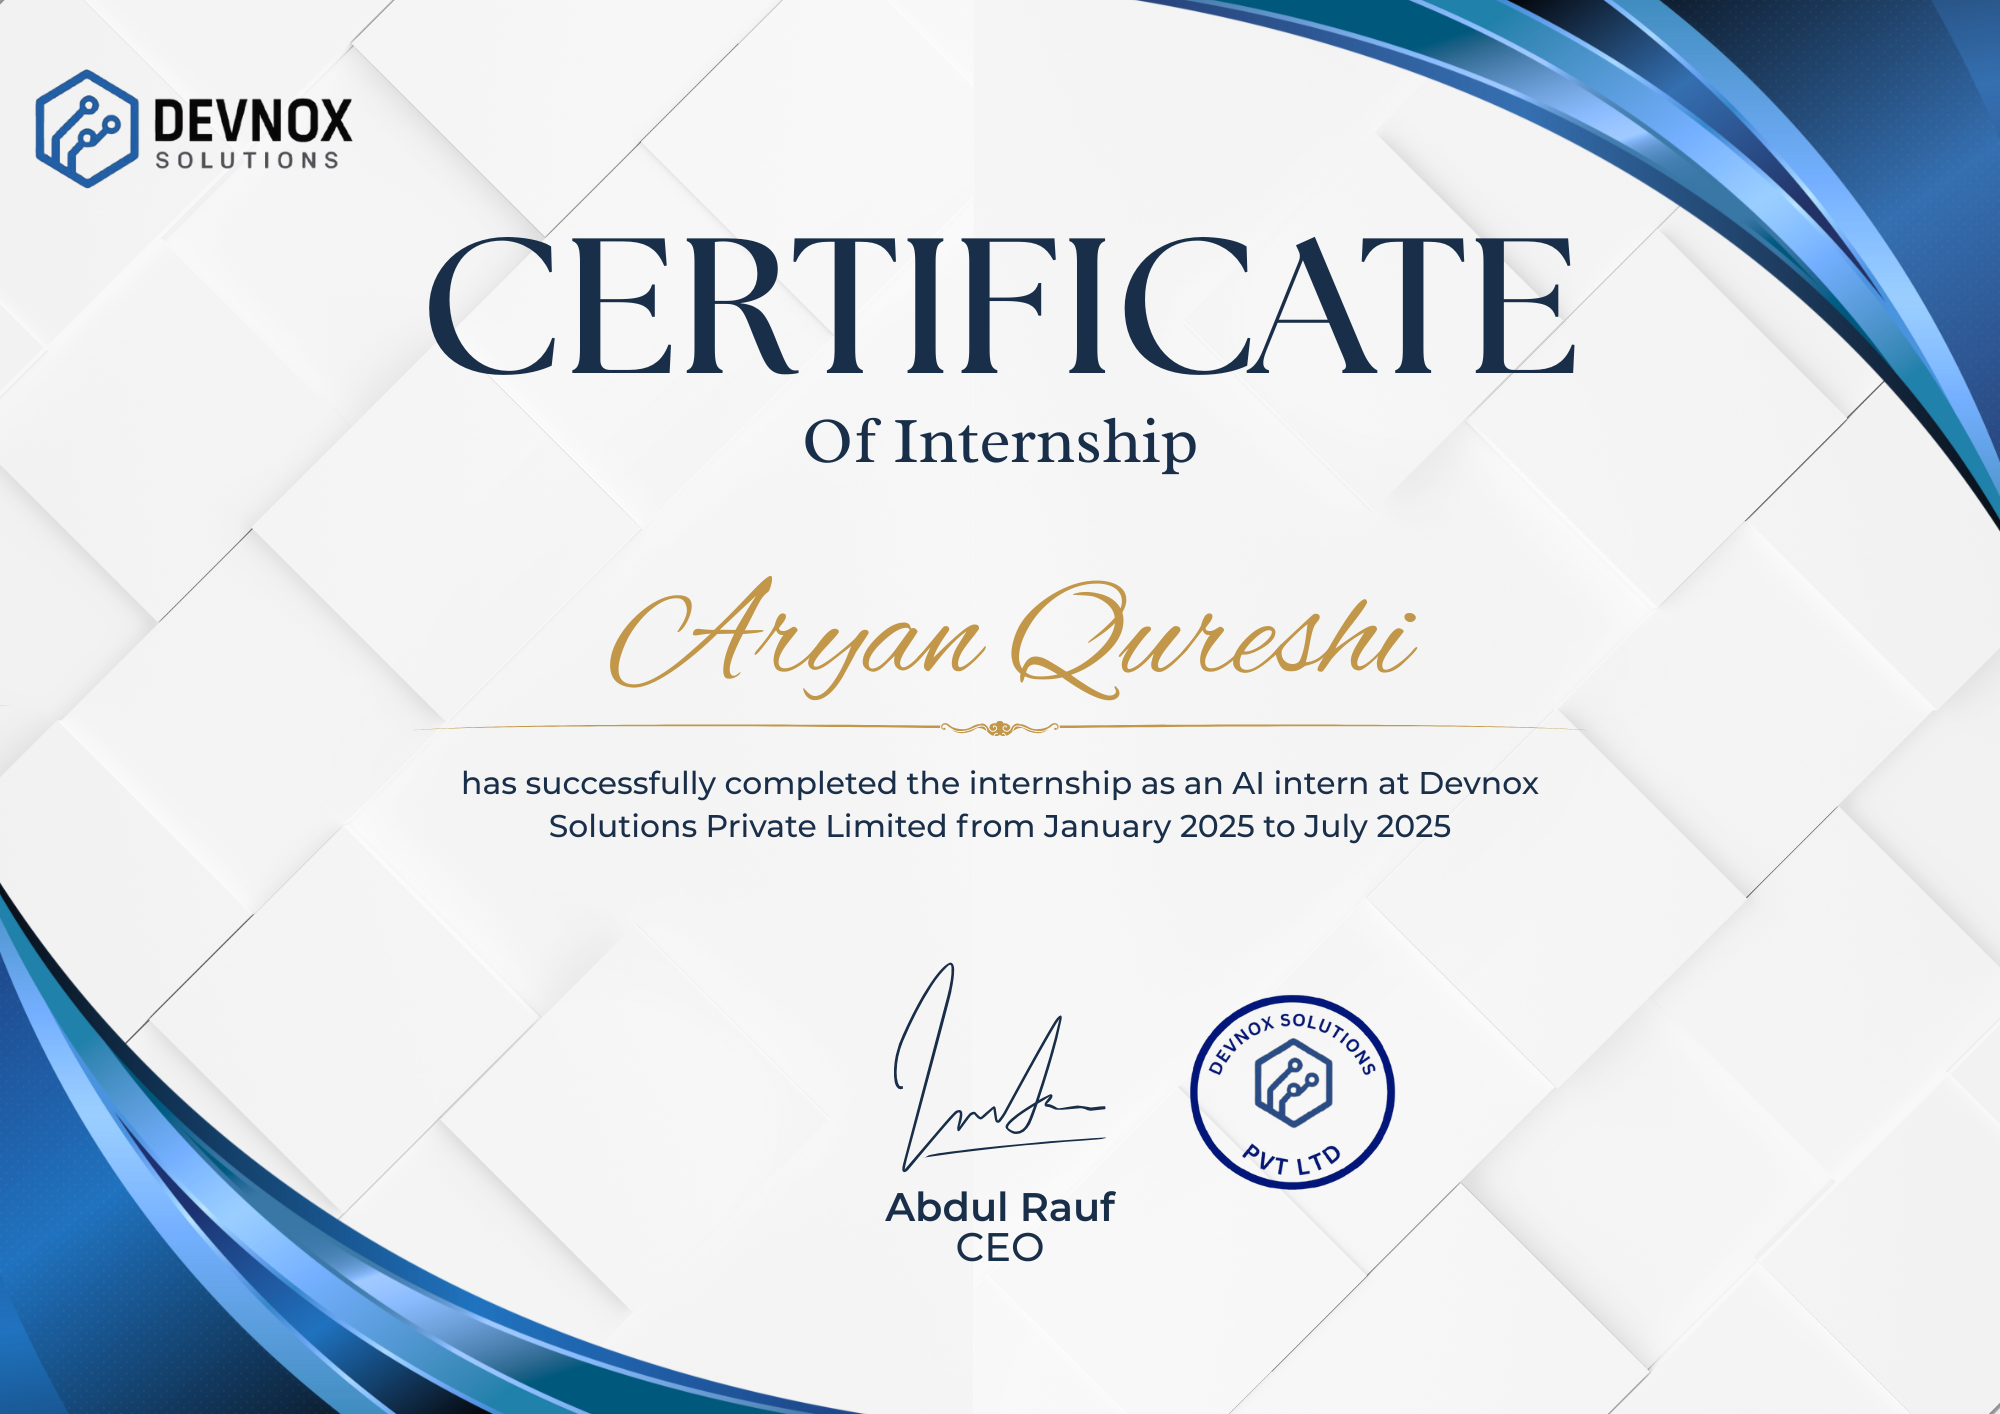 DEVNOX
SOLUTIONS
CERTIFICATE
Of Internship
Aryan Qureshi
has successfully completed the internship as an AI intern at Devnox
Solutions Private Limited from January 2025 to July 2025
DEVNOX SOLUTIONS
PVT LTD
Abdul Rauf
CEO